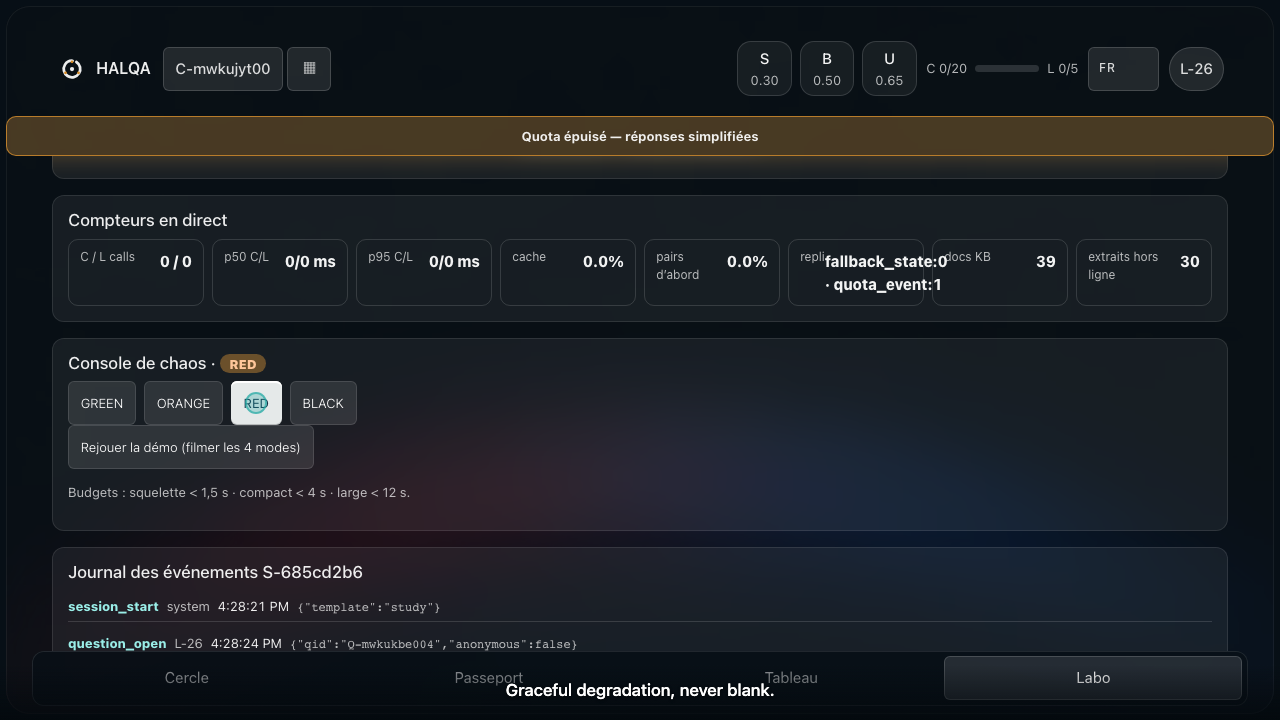 HALQA
C-mwkujyt00
S
0.30
B
0.50
U
0.65
C 0/20
L 0/5
FR
L-26
Quota épuisé — réponses simplifiées
Compteurs en direct
C / L calls
0 / 0
p50 C/L
0/0 ms
p95 C/L
0/0 ms
cache
0.0%
pairs
d'abord
0.0%
repli
fallback_state:0
· quota_event:1
docs KB
39
extraits hors
ligne
30
Console de chaos · RED
GREEN
ORANGE
RED
BLACK
Rejouer la démo (filmer les 4 modes)
Budgets : squelette < 1,5 s · compact < 4 s · large < 12 s.
Journal des événements S-685cd2b6
session_start system 4:28:21 PM {"template":"study"}
question_open L-26 4:28:24 PM {"qid":"Q-mwkukbe004","anonymous":false}
Cercle
Passeport
Tableau
Labo
Graceful degradation, never blank.